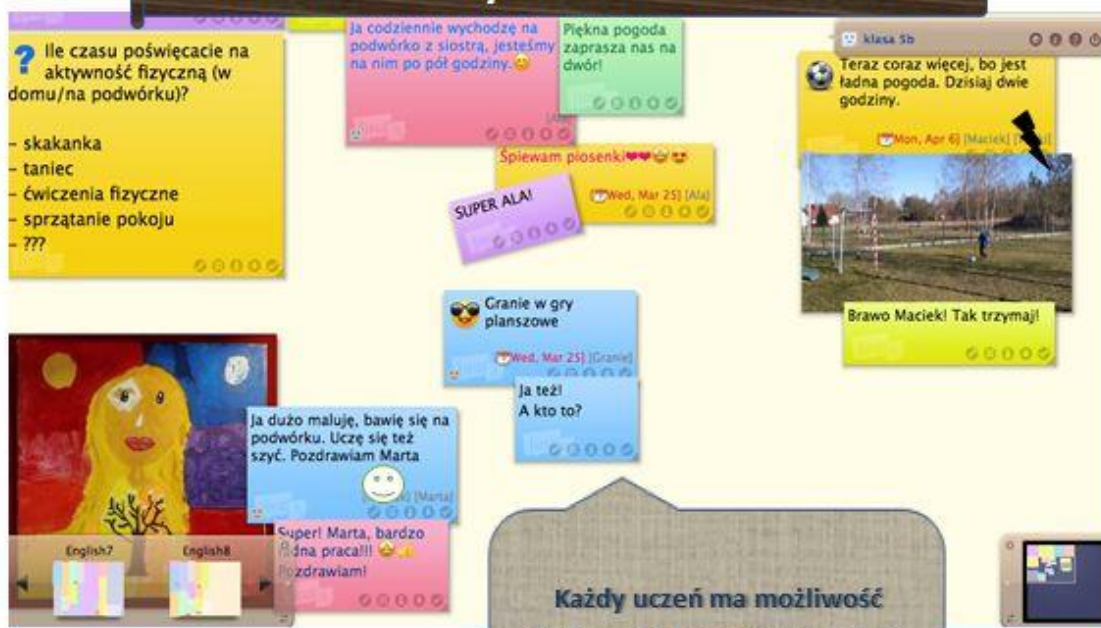 ? Ile czasu poświęcacie na
aktywność fizyczną (w
domu/na podwórku)?
– skakanka
– taniec
– ćwiczenia fizyczne
– sprzątanie pokoju
– ???
Ja codziennie wychodzę na
podwórko z siostrą, jesteśmy
na nim po pół godziny.😊
Piękna pogoda
zaprasza nas na
dwór!
klasa 5b
Teraz coraz więcej, bo jest
ładna pogoda. Dzisiaj dwie
godziny.
Mon, Apr 6] [Maciek]
Śpiewam piosenki
Wed, Mar 25] [Ala]
SUPER ALA!
Granie w gry
planszowe
Wed, Mar 25] [Granie]
Ja też!
A kto to?
Brawo Maciek! Tak trzymaj!
Ja dużo maluję, bawię się na
podwórku. Uczę się też
szyć. Pozdrawiam Marta
[Marta]
Super! Marta, bardzo
ładna praca!!!
Pozdrawiam!
English7
English8
Każdy uczeń ma możliwość